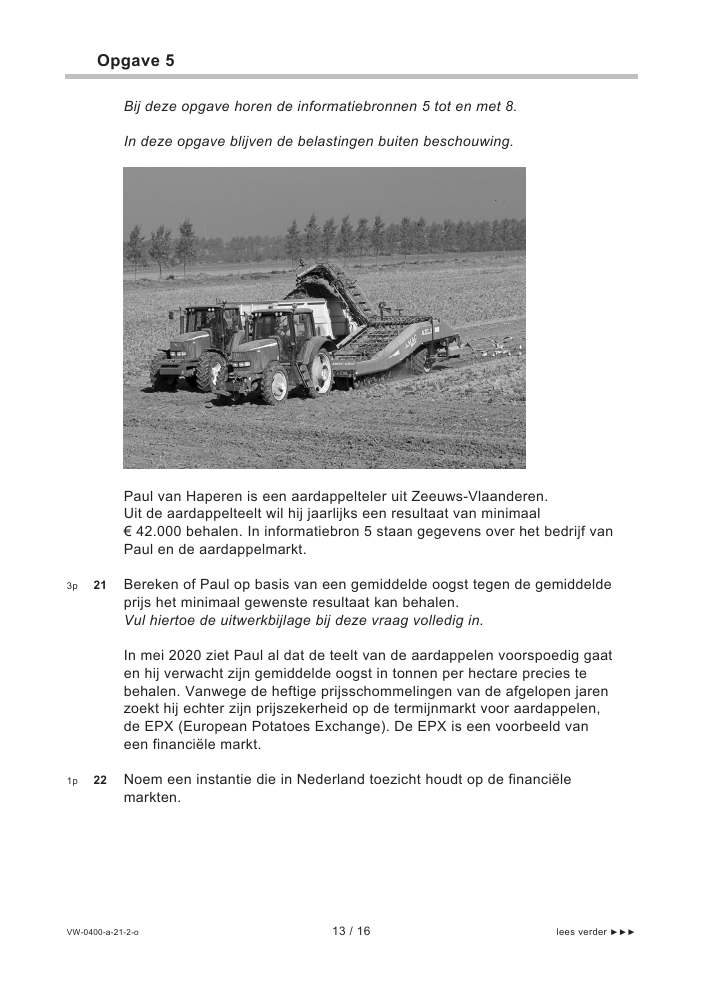 Opgave 5
Bij deze opgave horen de informatiebronnen 5 tot en met 8.
In deze opgave blijven de belastingen buiten beschouwing.
Paul van Haperen is een aardappelteler uit Zeeuws-Vlaanderen.
Uit de aardappelteelt wil hij jaarlijks een resultaat van minimaal
€ 42.000 behalen. In informatiebron 5 staan gegevens over het bedrijf van
Paul en de aardappelmarkt.
3p 21 Bereken of Paul op basis van een gemiddelde oogst tegen de gemiddelde
prijs het minimaal gewenste resultaat kan behalen.
Vul hiertoe de uitwerkbijlage bij deze vraag volledig in.
In mei 2020 ziet Paul al dat de teelt van de aardappelen voorspoedig gaat
en hij verwacht zijn gemiddelde oogst in tonnen per hectare precies te
behalen. Vanwege de heftige prijsschommelingen van de afgelopen jaren
zoekt hij echter zijn prijszekerheid op de termijnmarkt voor aardappelen,
de EPX (European Potatoes Exchange). De EPX is een voorbeeld van
een financiële markt.
1p 22 Noem een instantie die in Nederland toezicht houdt op de financiële
markten.
VW-0400-a-21-2-o 13 / 16 lees verder ►►►